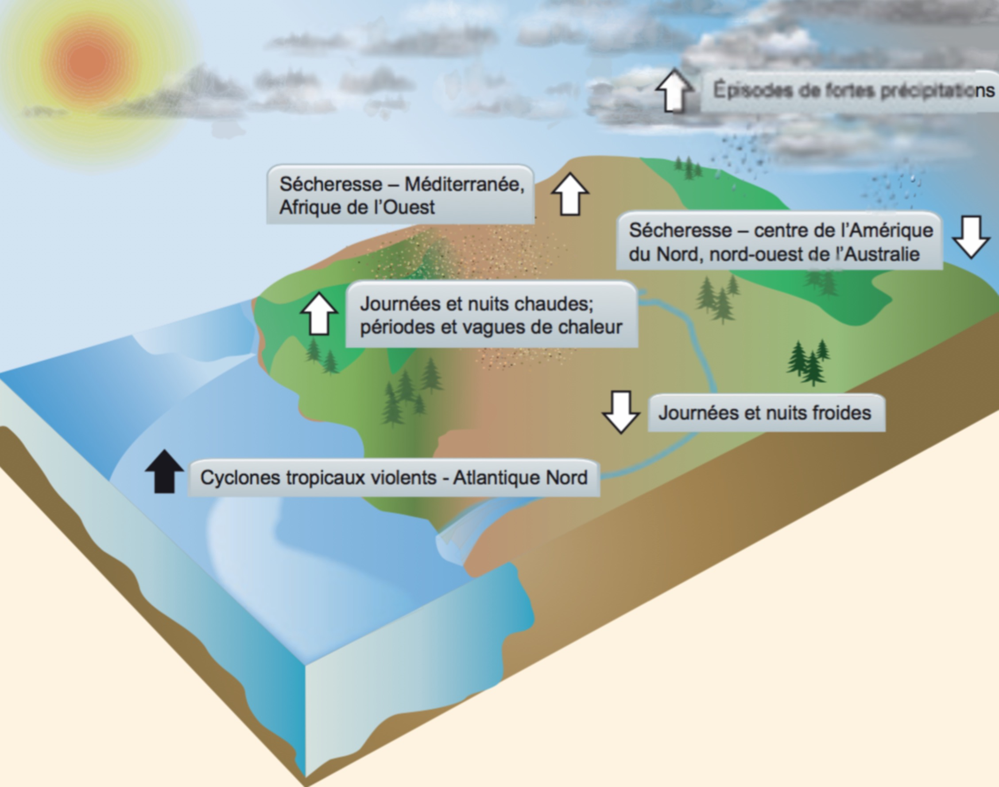 Épisodes de fortes précipitations
Sécheresse – Méditerranée,
Afrique de l’Ouest
Sécheresse – centre de l’Amérique
du Nord, nord-ouest de l’Australie
Journées et nuits chaudes;
périodes et vagues de chaleur
Journées et nuits froides
Cyclones tropicaux violents - Atlantique Nord